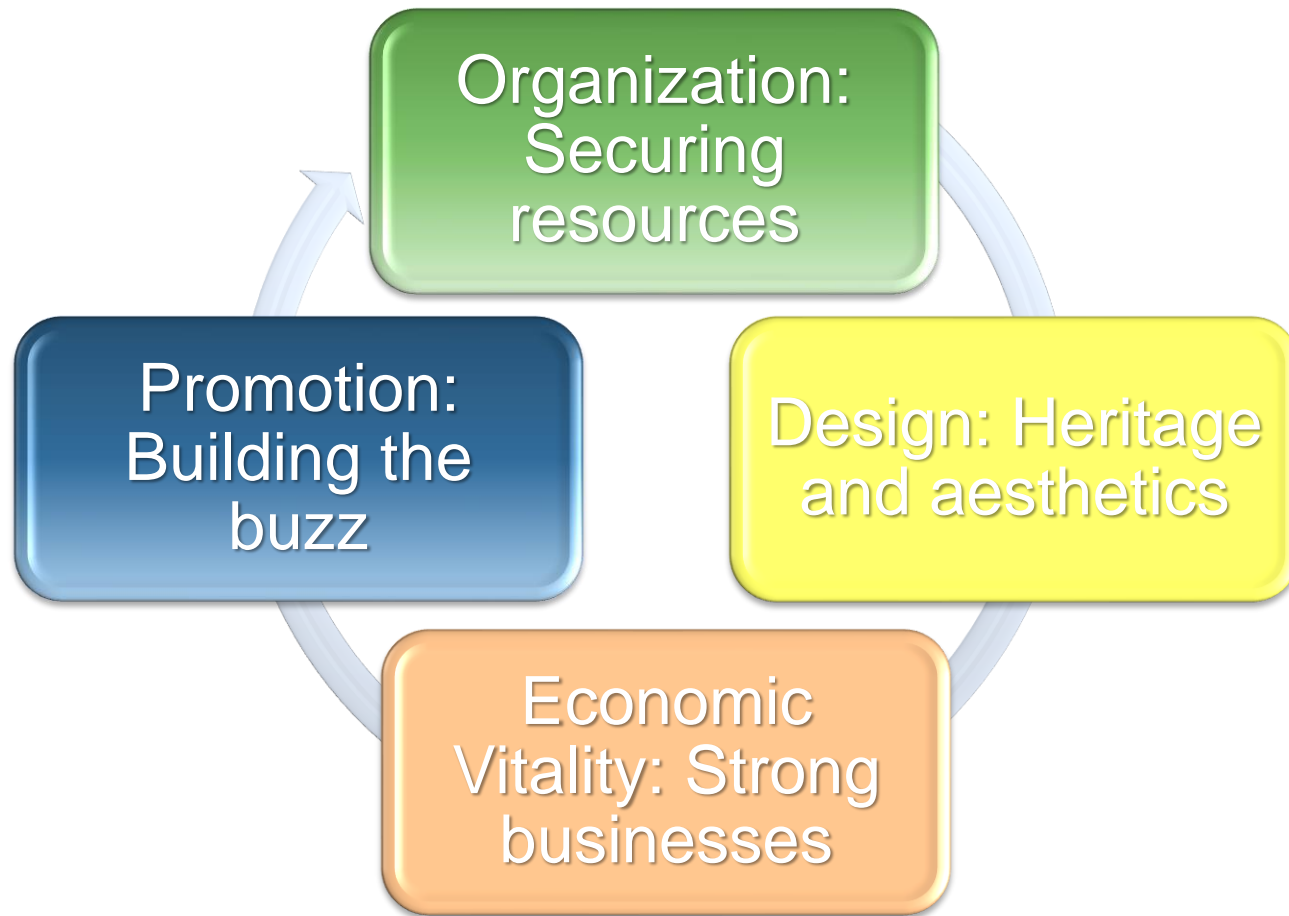 Organization:
Securing
resources
Design: Heritage
and aesthetics
Economic
Vitality: Strong
businesses
Promotion:
Building the
buzz